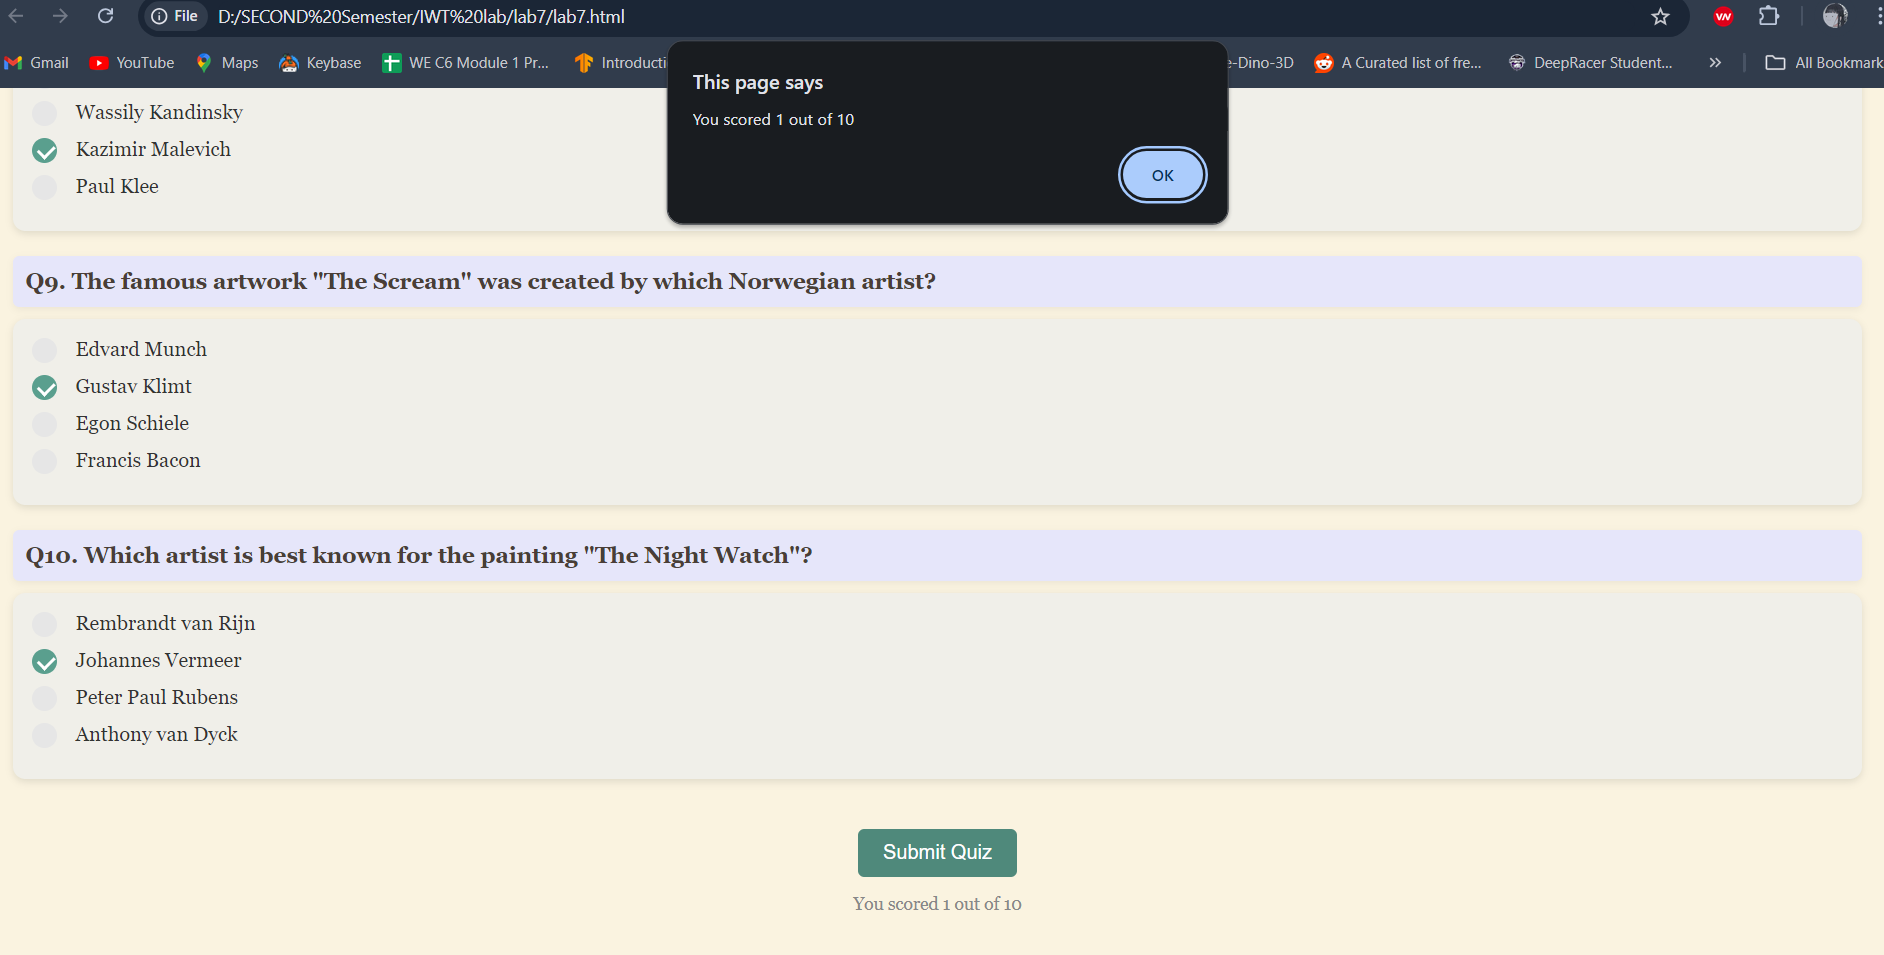 File D:/SECOND%20Semester/IWT%20lab/lab7/lab7.html
Gmail YouTube Maps Keybase WE C6 Module 1 Pr... Introducti e-Dino-3D A Curated list of fre... DeepRacer Student... » All Bookmark
This page says
You scored 1 out of 10
OK
Wassily Kandinsky
Kazimir Malevich
Paul Klee
Q9. The famous artwork "The Scream" was created by which Norwegian artist?
Edvard Munch
Gustav Klimt
Egon Schiele
Francis Bacon
Q10. Which artist is best known for the painting "The Night Watch"?
Rembrandt van Rijn
Johannes Vermeer
Peter Paul Rubens
Anthony van Dyck
Submit Quiz
You scored 1 out of 10